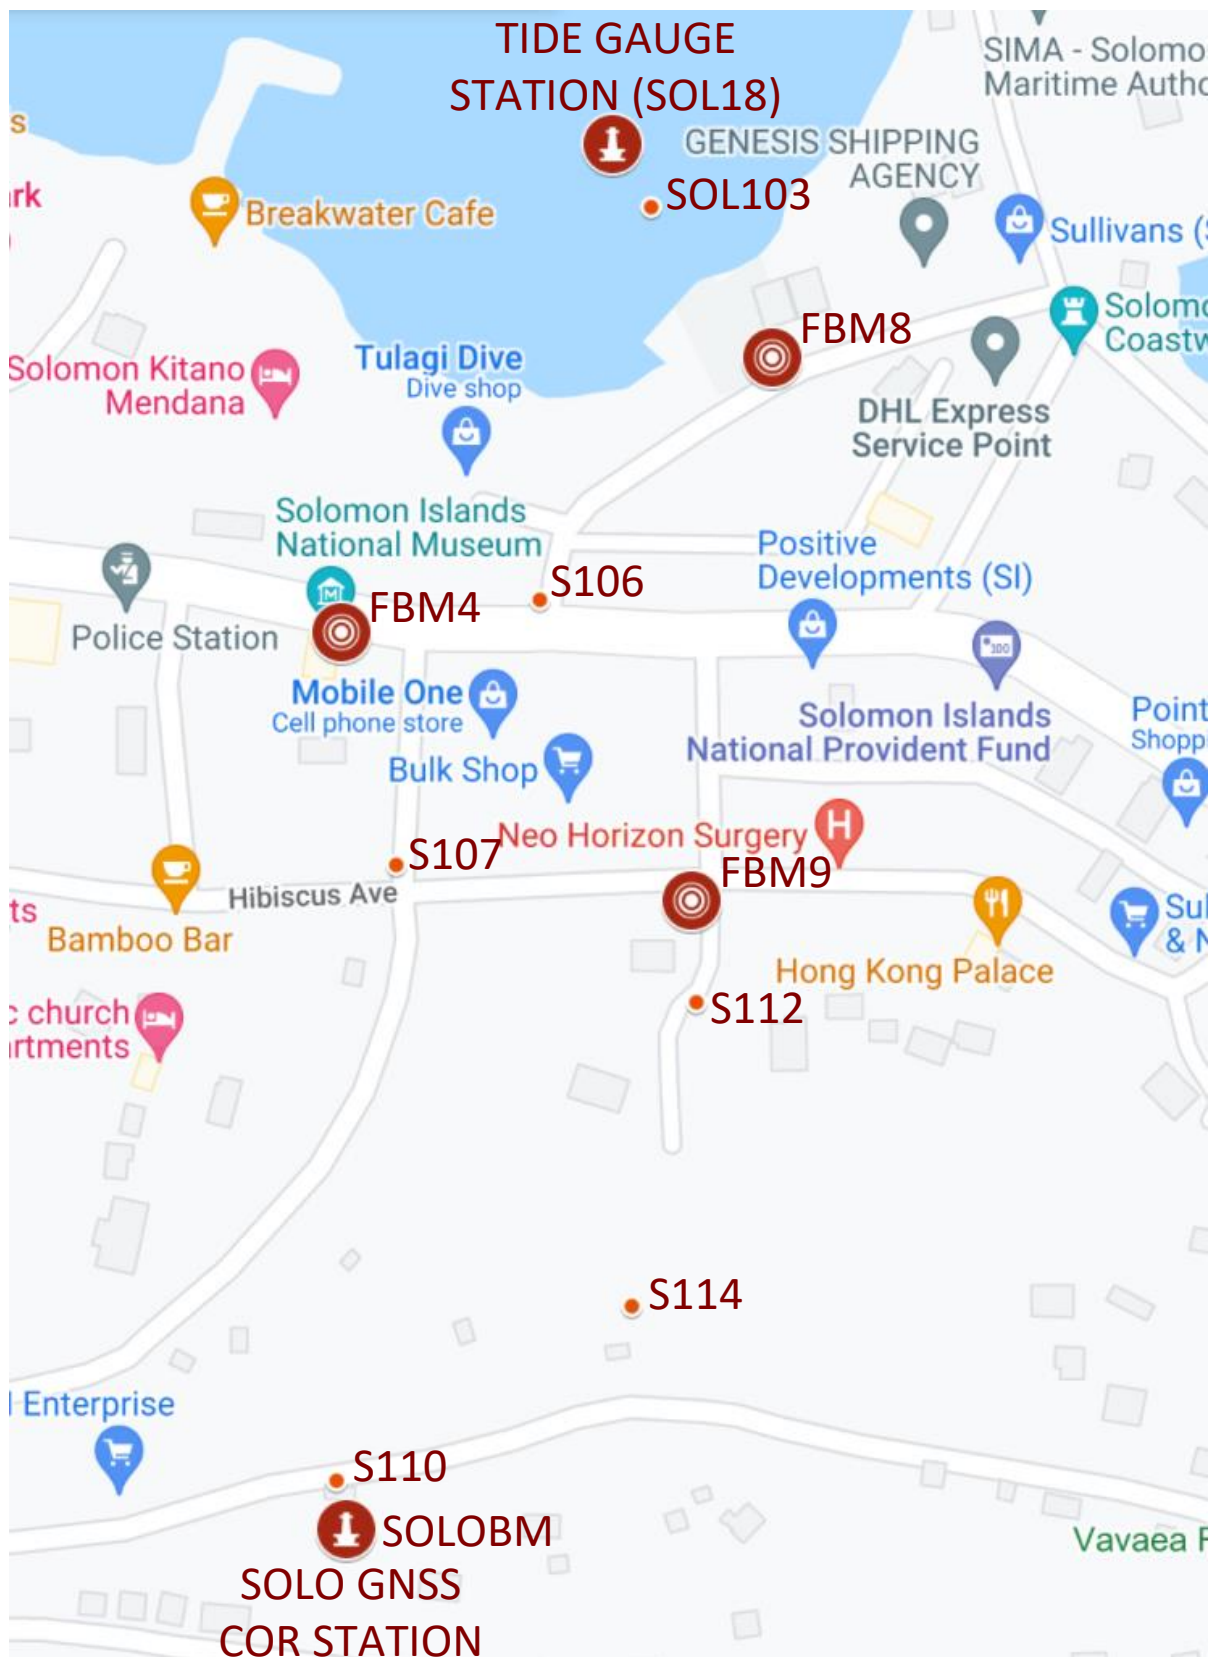 TIDE GAUGE
STATION (SOL18)
SIMA - Solomo
Maritime Autho
GENESIS SHIPPING
AGENCY
s
rk
SOL103
Breakwater Cafe
Sullivans (S
Solomo
Coastw
FBM8
Tulagi Dive
Dive shop
Solomon Kitano
Mendana
DHL Express
Service Point
Solomon Islands
National Museum
Positive
Developments (SI)
S106
FBM4
Police Station
Mobile One
Cell phone store
100
Solomon Islands
National Provident Fund
Point
Shoppi
Bulk Shop
Neo Horizon Surgery
H
S107
FBM9
Hibiscus Ave
ts
Bamboo Bar
Sul
& N
Hong Kong Palace
c church
rtments
S112
S114
l Enterprise
S110
SOLOBM
Vavaea F
SOLO GNSS
COR STATION